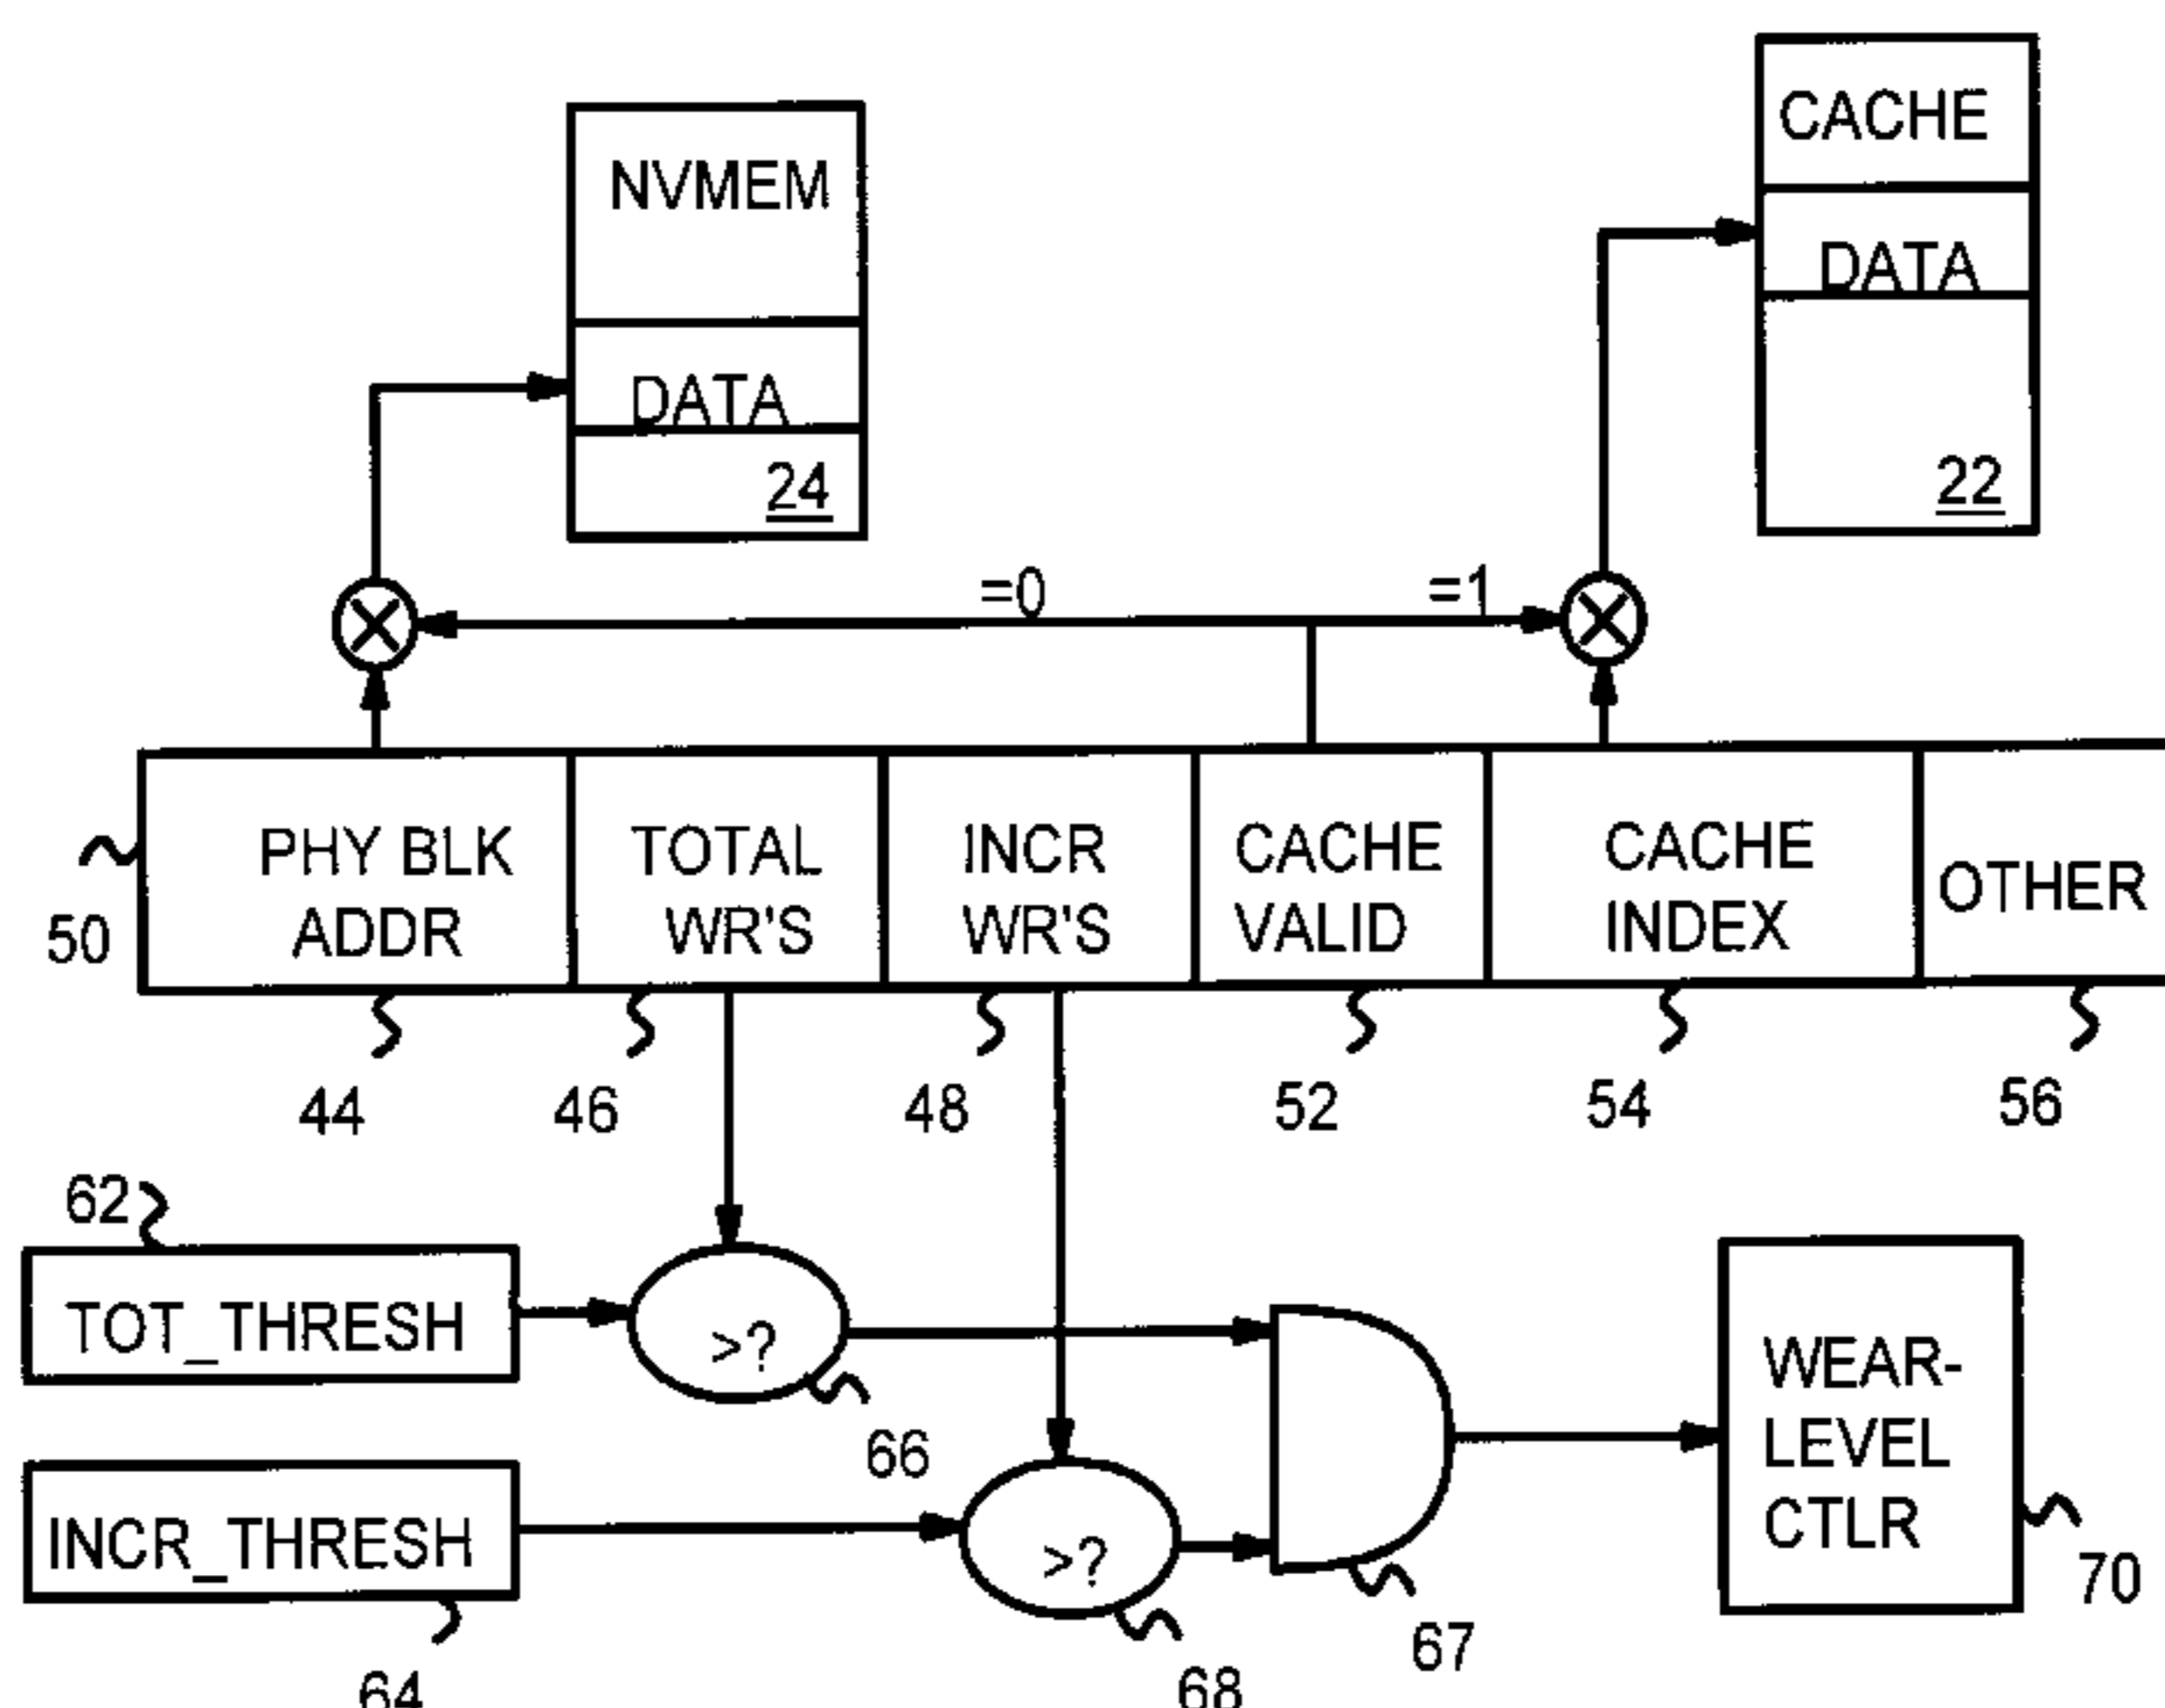 CACHE
NVMEM
DATA
DATA
24
22
=0
=1
PHY BLK
ADDR
TOTAL
WR'S
INCR
WR'S
CACHE
VALID
CACHE
INDEX
OTHER
50
44
46
48
52
54
56
62
TOT_THRESH
>?
66
WEAR-
LEVEL
CTLR
INCR_THRESH
>?
70
67
64
68